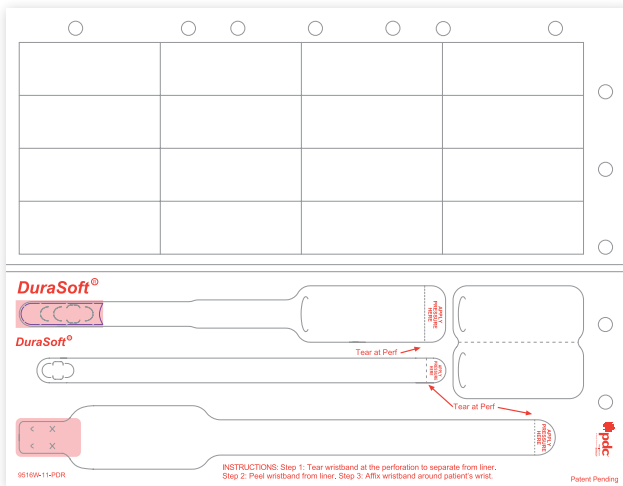 DuraSoft®
APPLY
PRESSURE
HERE
Tear at Perf
DuraSoft®
APPLY
PRESSURE
HERE
Tear at Perf
APPLY
PRESSURE
HERE
pdc
9516W-11-PDR
INSTRUCTIONS: Step 1: Tear wristband at the perforation to separate from liner.
Step 2: Peel wristband from liner. Step 3: Affix wristband around patient's wrist.
Patent Pending